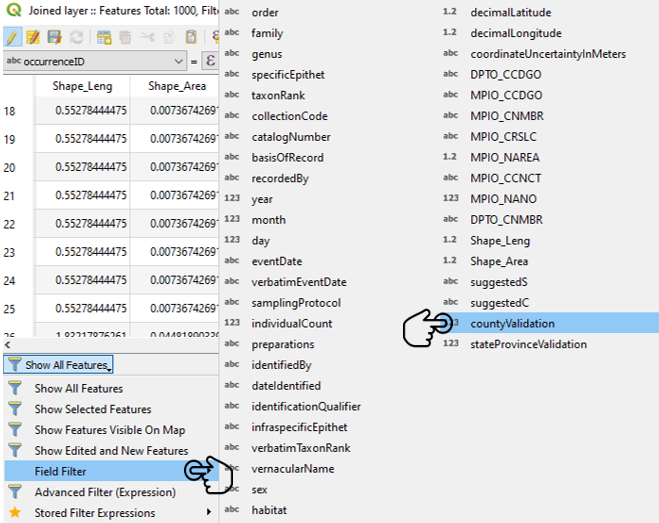 Joined layer :: Features Total: 1000, Filte
abc occurrenceID
= ε
Shape_Leng Shape_Area
18 0.55278444475 0.0073674269
19 0.55278444475 0.0073674269
20 0.55278444475 0.0073674269
21 0.55278444475 0.0073674269
22 0.55278444475 0.0073674269
23 0.55278444475 0.0073674269
24 0.55278444475 0.0073674269
25 0.55278444475 0.0073674269
Show All Features
Show All Features
Show Selected Features
Show Features Visible On Map
Show Edited and New Features
Field Filter
Advanced Filter (Expression)
Stored Filter Expressions
abc order
abc family
abc genus
abc specificEpithet
abc taxonRank
abc collectionCode
abc catalogNumber
abc basisOfRecord
abc recordedBy
123 year
123 month
123 day
abc eventDate
abc verbatimEventDate
abc samplingProtocol
123 individualCount
abc preparations
abc identifiedBy
abc dateIdentified
abc identificationQualifier
abc infraspecificEpithet
abc verbatimTaxonRank
abc vernacularName
abc sex
abc habitat
1.2 decimalLatitude
1.2 decimalLongitude
abc coordinateUncertaintyInMeters
abc DPTO_CCDGO
abc MPIO_CCDGO
abc MPIO_CNMBR
abc MPIO_CRSLC
1.2 MPIO_NAREA
abc MPIO_CCNCT
123 MPIO_NANO
abc DPTO_CNMBR
1.2 Shape_Leng
1.2 Shape_Area
abc suggestedS
abc suggestedC
123 countyValidation
123 stateProvinceValidation